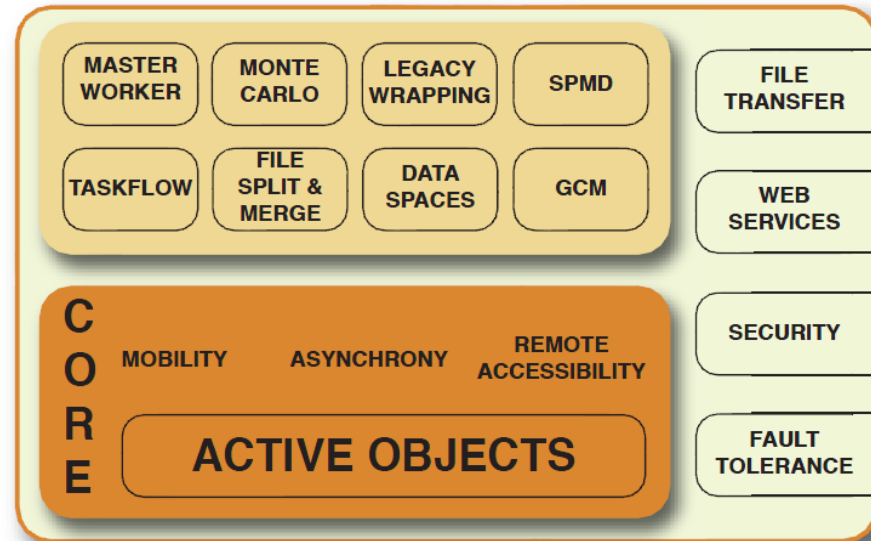 MASTER
WORKER
MONTE
CARLO
LEGACY
WRAPPING
SPMD
TASKFLOW
FILE
SPLIT &
MERGE
DATA
SPACES
GCM
FILE
TRANSFER
WEB
SERVICES
SECURITY
FAULT
TOLERANCE
CORE
MOBILITY
ASYNCHRONY
REMOTE
ACCESSIBILITY
ACTIVE OBJECTS